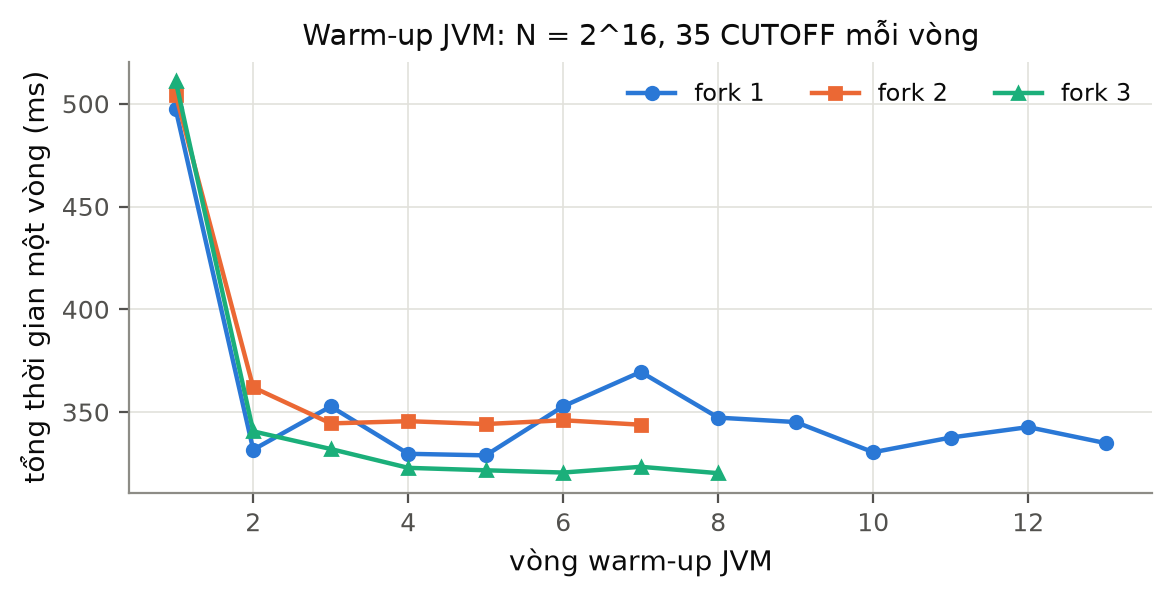 Warm-up JVM: N = 2^16, 35 CUTOFF mỗi vòng
fork 1 fork 2 fork 3
tổng thời gian một vòng (ms)
500
450
400
350
2 4 6 8 10 12
vòng warm-up JVM